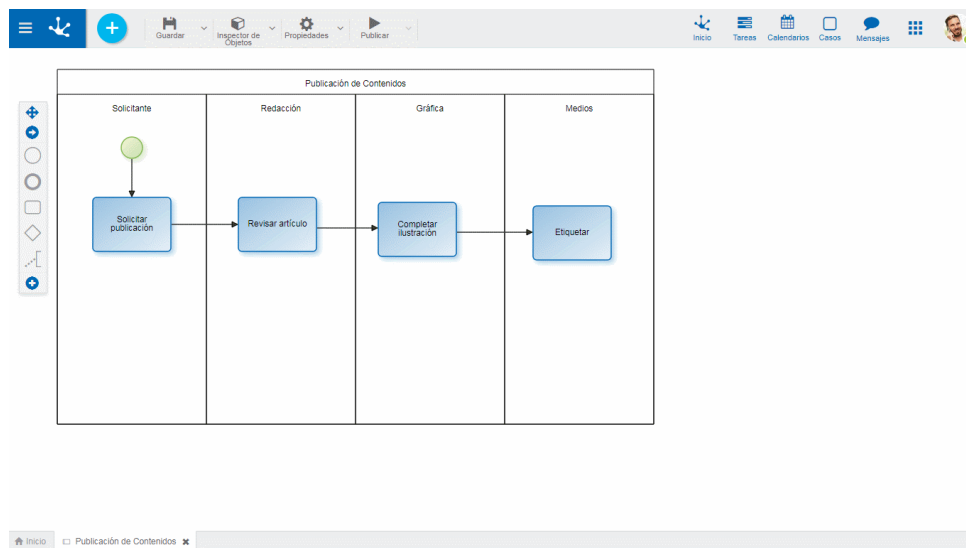 Guardar
Inspector de
Objetos
Propiedades
Publicar
Inicio
Tareas
Calendarios
Casos
Mensajes
Publicación de Contenidos
Solicitante
Redacción
Gráfica
Medios
Solicitar
publicación
Revisar artículo
Completar
ilustración
Etiquetar
Inicio
Publicación de Contenidos